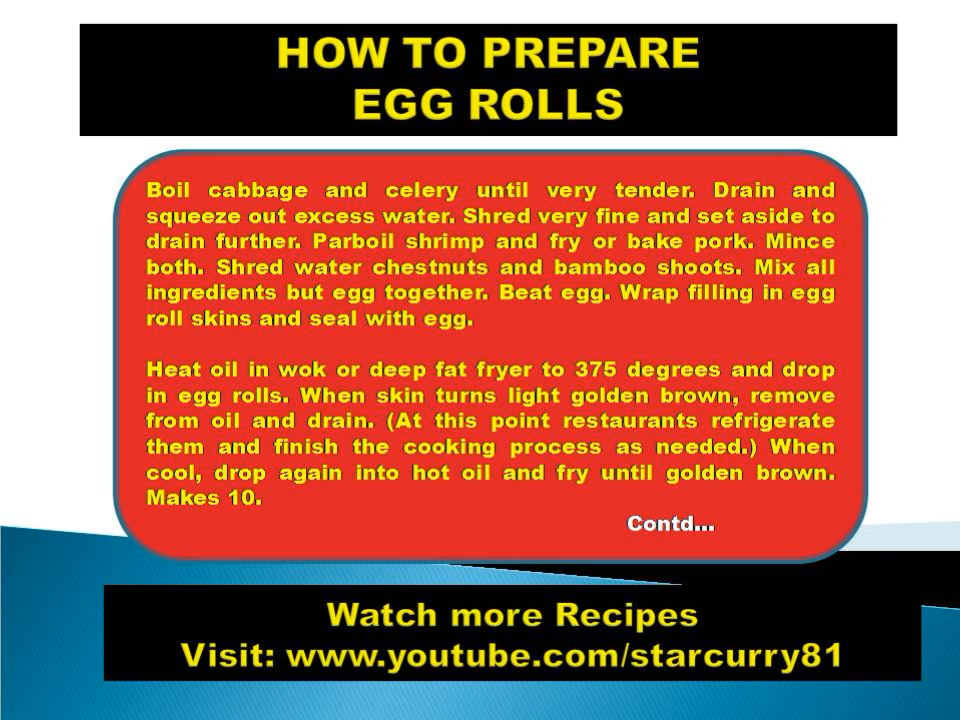 HOW TO PREPARE
EGG ROLLS
Boil cabbage and celery until very tender. Drain and
squeeze out excess water. Shred very fine and set aside to
drain further. Parboil shrimp and fry or bake pork. Mince
both. Shred water chestnuts and bamboo shoots. Mix all
ingredients but egg together. Beat egg. Wrap filling in egg
roll skins and seal with egg.
Heat oil in wok or deep fat fryer to 375 degrees and drop
in egg rolls. When skin turns light golden brown, remove
from oil and drain. (At this point restaurants refrigerate
them and finish the cooking process as needed.) When
cool, drop again into hot oil and fry until golden brown.
Makes 10.
Contd...
Watch more Recipes
Visit: www.youtube.com/starcurry81